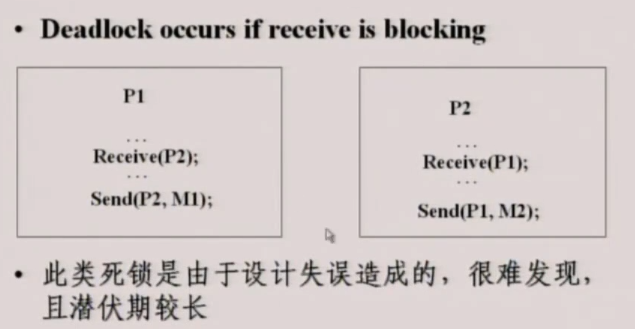 • Deadlock occurs if receive is blocking
P1
...
Receive(P2);
...
Send(P2, M1);
P2
...
Receive(P1);
...
Send(P1, M2);
• 此类死锁是由于设计失误造成的，很难发现，
且潜伏期较长